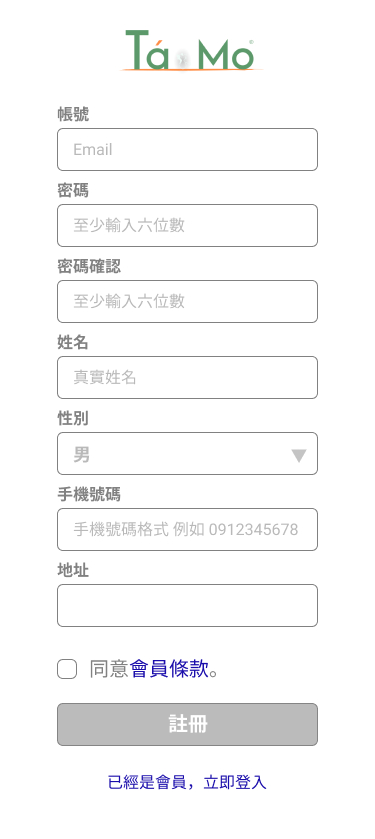 Tá Mo
帳號
Email
密碼
至少輸入六位數
密碼確認
至少輸入六位數
姓名
真實姓名
性別
男
手機號碼
手機號碼格式 例如 0912345678
地址
同意會員條款。
註冊
已經是會員，立即登入